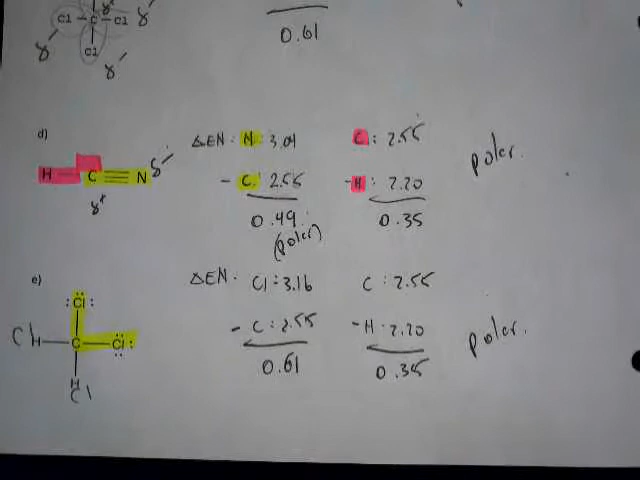 Cl — C — Cl δ⁻
δ⁻ Cl δ⁻
0.61
d) ΔEN: N: 3.04 C: 2.55 polar.
H — C ≡ N δ⁻ - C: 2.55 - H: 2.20
δ⁺ 0.49 0.35
(polar)
e) ΔEN: Cl: 3.16 C: 2.55
:Cl:
Cl H — C — Cl: - C: 2.55 - H: 2.20 polar.
H 0.61 0.35
Cl